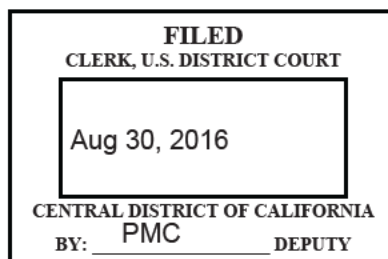 FILED
CLERK, U.S. DISTRICT COURT
Aug 30, 2016
CENTRAL DISTRICT OF CALIFORNIA
BY: PMC DEPUTY